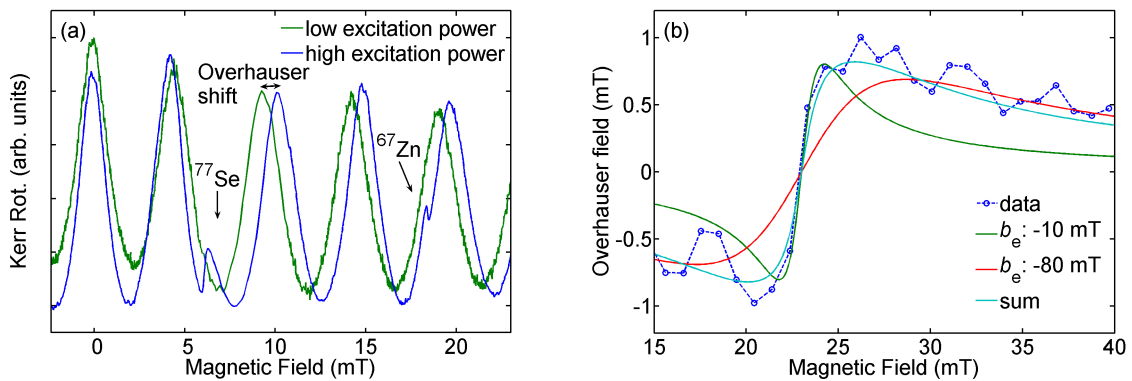 (a)
low excitation power
high excitation power
Overhauser
shift
77Se
67Zn
Kerr Rot. (arb. units)
0 5 10 15 20
Magnetic Field (mT)
(b)
Overhauser field (mT)
1
0.5
0
-0.5
-1
data
be: -10 mT
be: -80 mT
sum
15 20 25 30 35 40
Magnetic Field (mT)